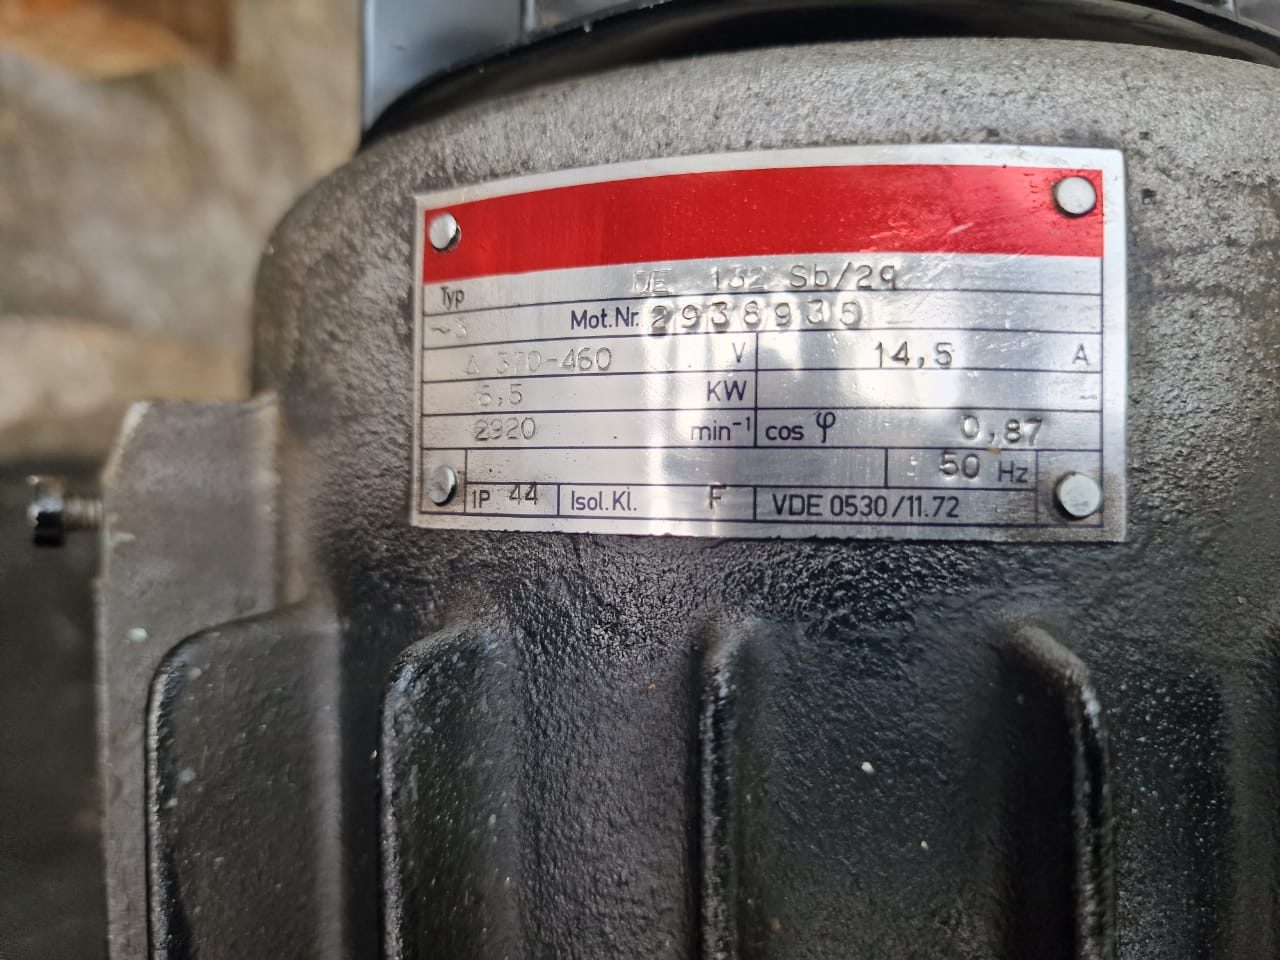 Typ DE 132 Sb/2q
~3 Mot.Nr. 2938935
Δ 370-460 V 14,5 A
6,5 KW
2920 min⁻¹ cos φ 0,87
50 Hz
IP 44 Isol.Kl. F VDE 0530/11.72